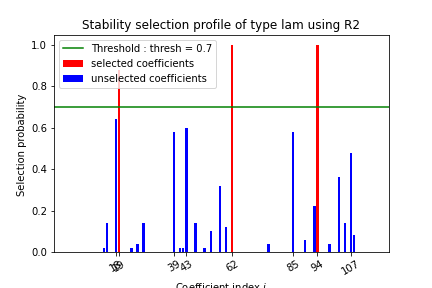 Stability selection profile of type lam using R2
Threshold : thresh = 0.7
selected coefficients
unselected coefficients
Selection probability
1.0
0.8
0.6
0.4
0.2
0.0
18 19 39 43 62 85 94 107
Coefficient index i